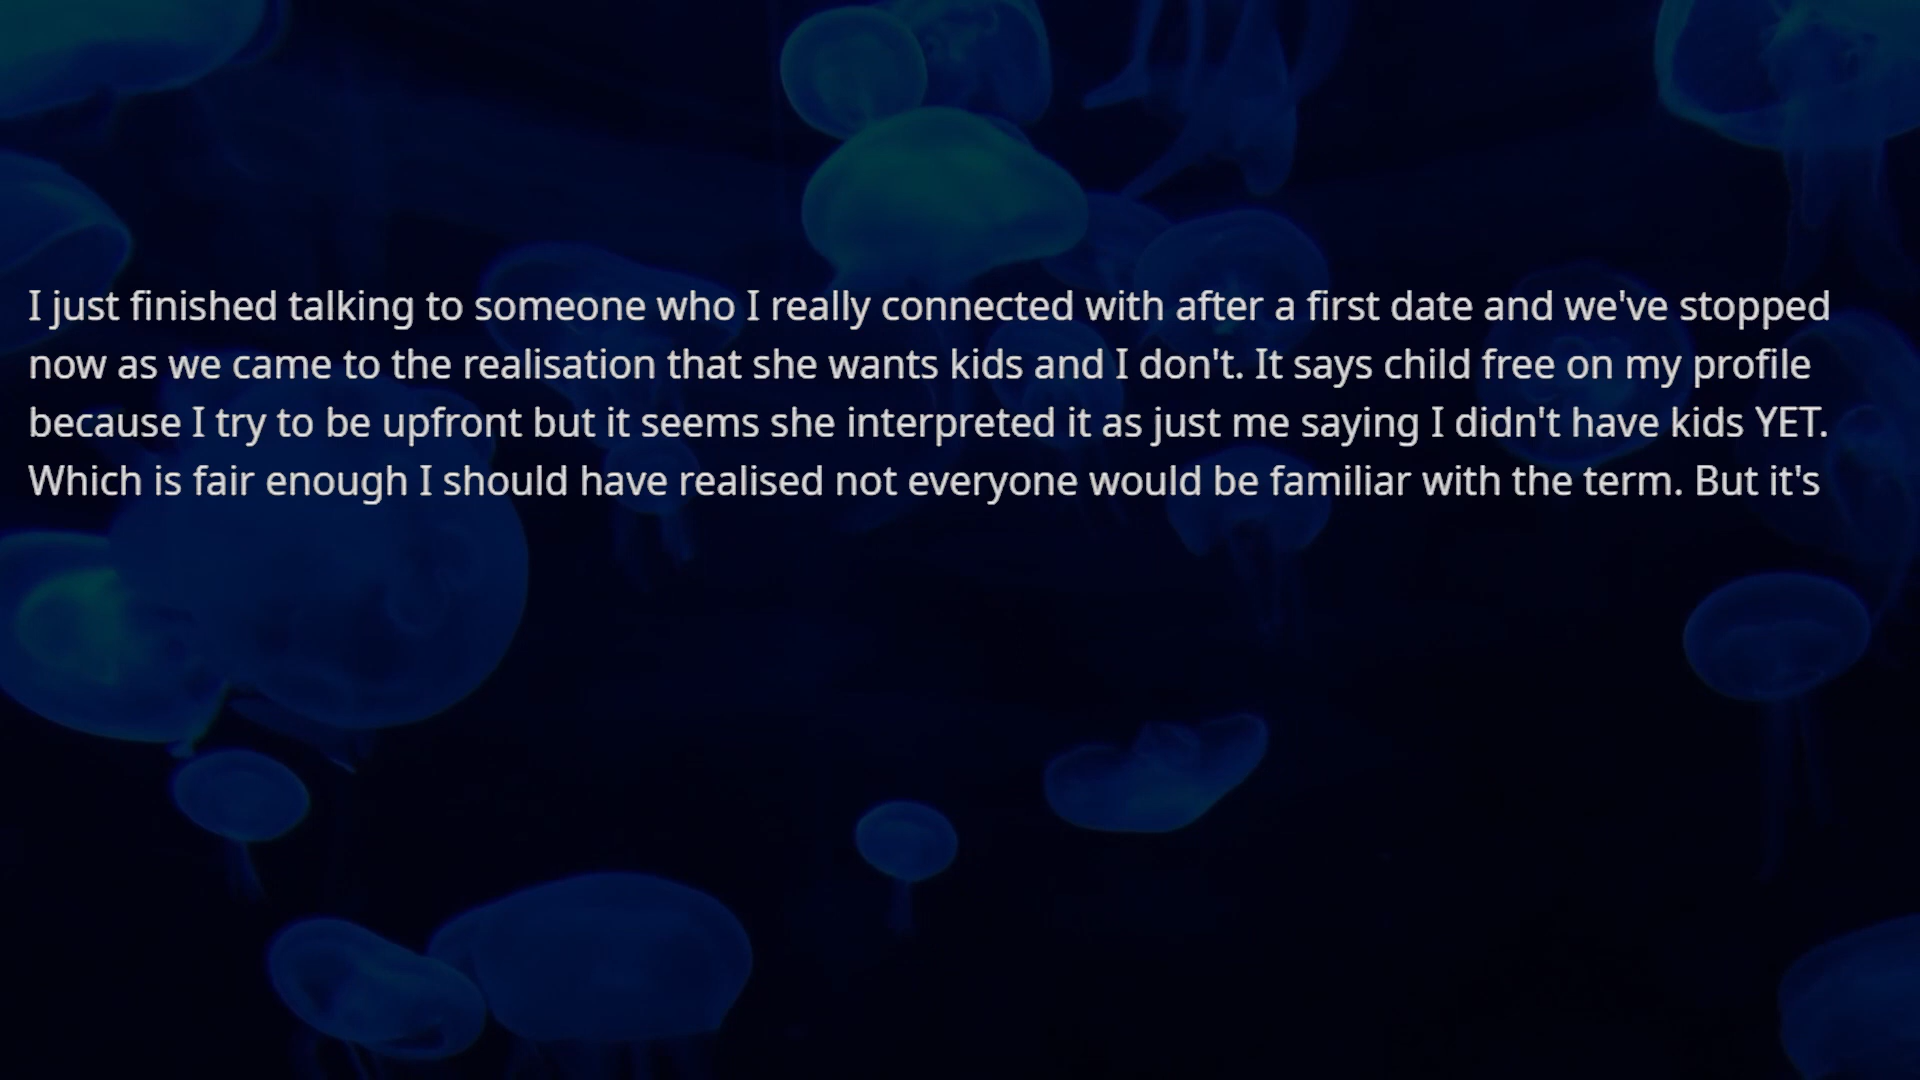 I just finished talking to someone who I really connected with after a first date and we've stopped
now as we came to the realisation that she wants kids and I don't. It says child free on my profile
because I try to be upfront but it seems she interpreted it as just me saying I didn't have kids YET.
Which is fair enough I should have realised not everyone would be familiar with the term. But it's